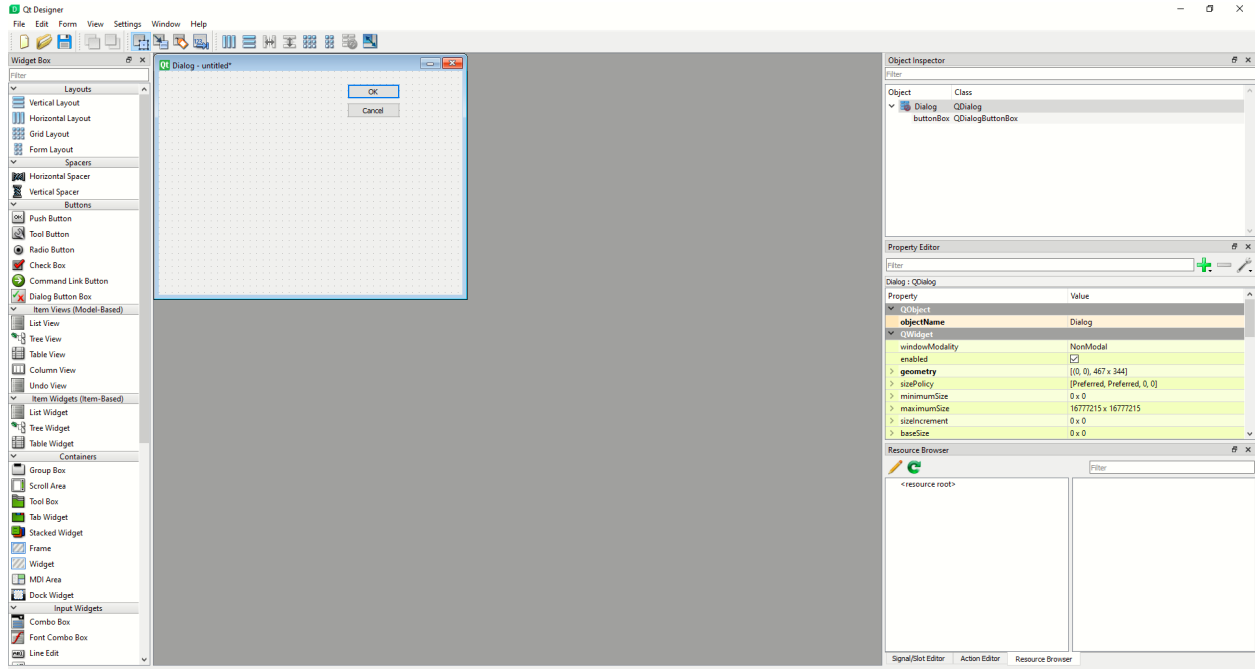 Qt Designer
File Edit Form View Settings Window Help
Widget Box
Filter
Layouts
Vertical Layout
Horizontal Layout
Grid Layout
Form Layout
Spacers
Horizontal Spacer
Vertical Spacer
Buttons
Push Button
Tool Button
Radio Button
Check Box
Command Link Button
Dialog Button Box
Item Views (Model-Based)
List View
Tree View
Table View
Column View
Undo View
Item Widgets (Item-Based)
List Widget
Tree Widget
Table Widget
Containers
Group Box
Scroll Area
Tool Box
Tab Widget
Stacked Widget
Frame
Widget
MDI Area
Dock Widget
Input Widgets
Combo Box
Font Combo Box
Line Edit
Dialog - untitled*
OK
Cancel
Object Inspector
Filter
Object Class
Dialog QDialog
buttonBox QDialogButtonBox
Property Editor
Filter
Dialog : QDialog
Property Value
QObject
objectName Dialog
QWidget
windowModality NonModal
enabled
geometry [(0, 0), 467 x 344]
sizePolicy [Preferred, Preferred, 0, 0]
minimumSize 0 x 0
maximumSize 16777215 x 16777215
sizeIncrement 0 x 0
baseSize 0 x 0
Resource Browser
Filter
<resource root>
Signal/Slot Editor Action Editor Resource Browser